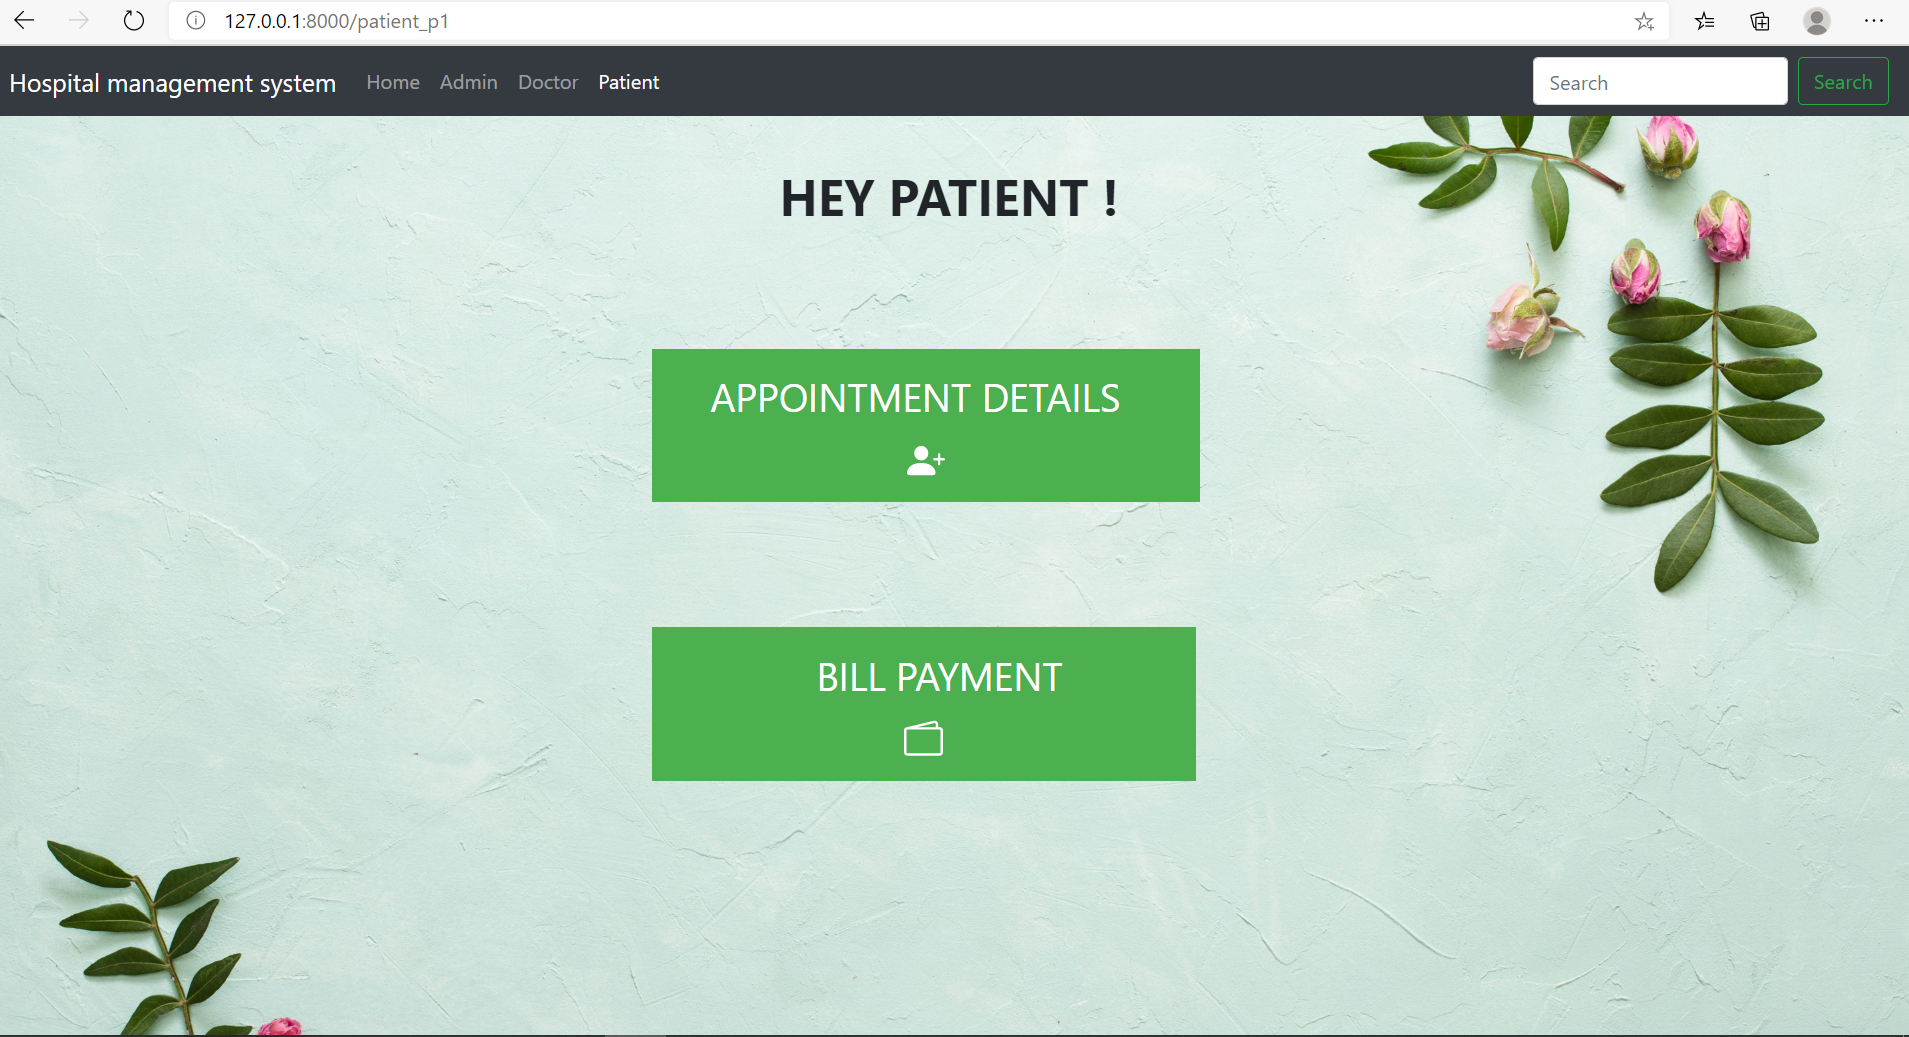 127.0.0.1:8000/patient_p1
Hospital management system Home Admin Doctor Patient Search Search
HEY PATIENT !
APPOINTMENT DETAILS
BILL PAYMENT